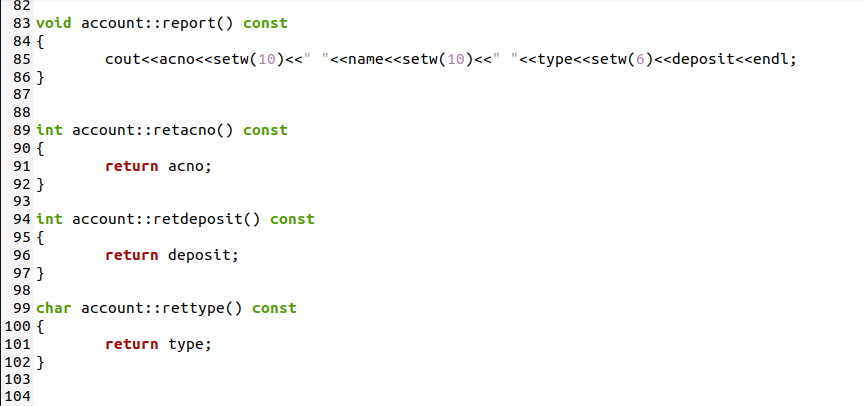 82
83 void account::report() const
84 {
85         cout<<acno<<setw(10)<<" "<<name<<setw(10)<<" "<<type<<setw(6)<<deposit<<endl;
86 }
87
88
89 int account::retacno() const
90 {
91         return acno;
92 }
93
94 int account::retdeposit() const
95 {
96         return deposit;
97 }
98
99 char account::rettype() const
100 {
101         return type;
102 }
103
104